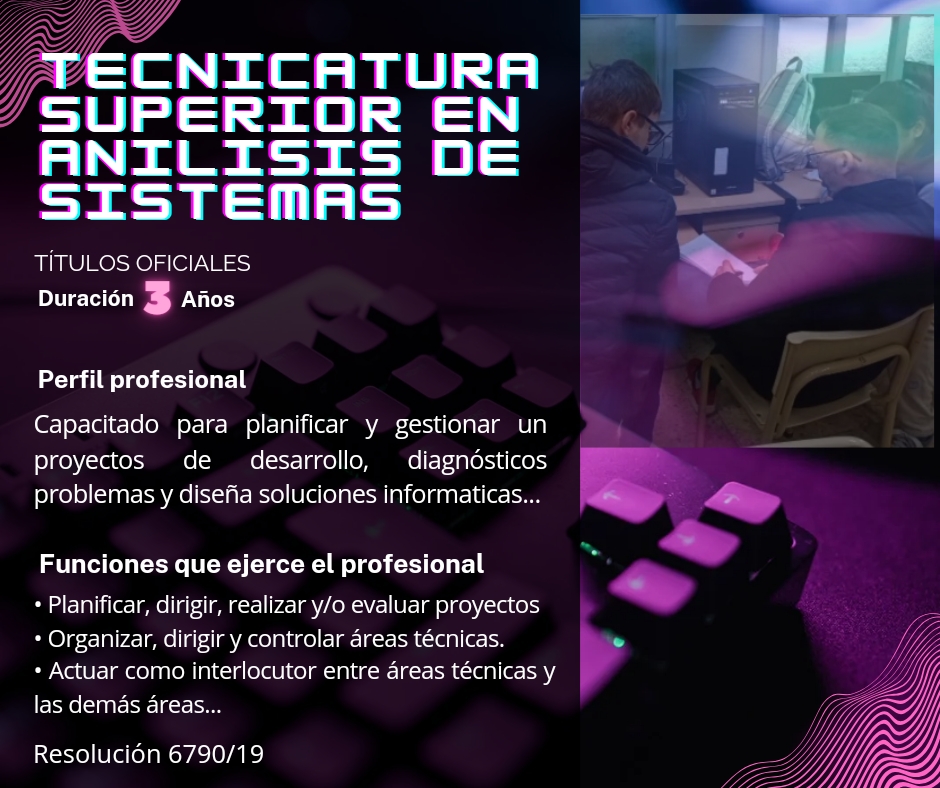 TECNICATURA
SUPERIOR EN
ANILISIS DE
SISTEMAS
TÍTULOS OFICIALES
Duración 3 Años
Perfil profesional
Capacitado para planificar y gestionar un
proyectos de desarrollo, diagnósticos
problemas y diseña soluciones informaticas...
Funciones que ejerce el profesional
• Planificar, dirigir, realizar y/o evaluar proyectos
• Organizar, dirigir y controlar áreas técnicas.
• Actuar como interlocutor entre áreas técnicas y
las demás áreas...
Resolución 6790/19